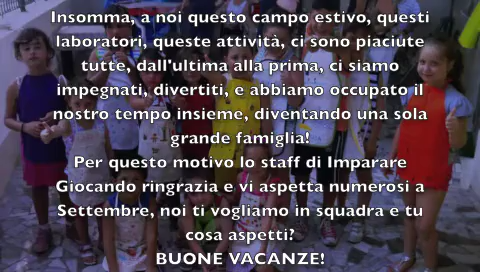 Insomma, a noi questo campo estivo, questi
laboratori, queste attività, ci sono piaciute
tutte, dall'ultima alla prima, ci siamo
impegnati, divertiti, e abbiamo occupato il
nostro tempo insieme, diventando una sola
grande famiglia!
Per questo motivo lo staff di Imparare
Giocando ringrazia e vi aspetta numerosi a
Settembre, noi ti vogliamo in squadra e tu
cosa aspetti?
BUONE VACANZE!